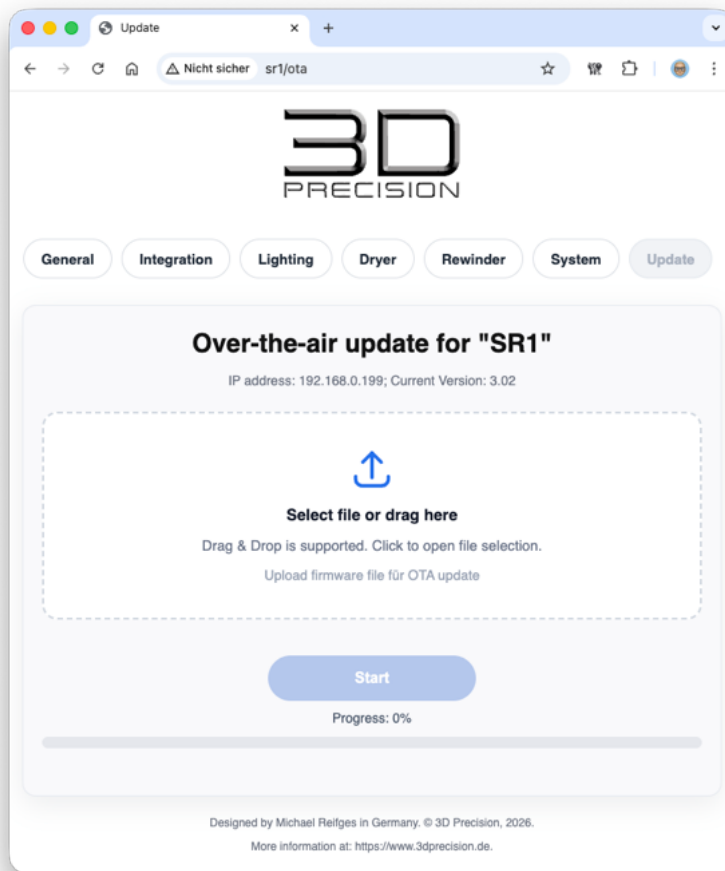 Update
Nicht sicher sr1/ota
3D
PRECISION
General Integration Lighting Dryer Rewinder System Update
Over-the-air update for "SR1"
IP address: 192.168.0.199; Current Version: 3.02
Select file or drag here
Drag & Drop is supported. Click to open file selection.
Upload firmware file für OTA update
Start
Progress: 0%
Designed by Michael Reifges in Germany. © 3D Precision, 2026.
More information at: https://www.3dprecision.de.